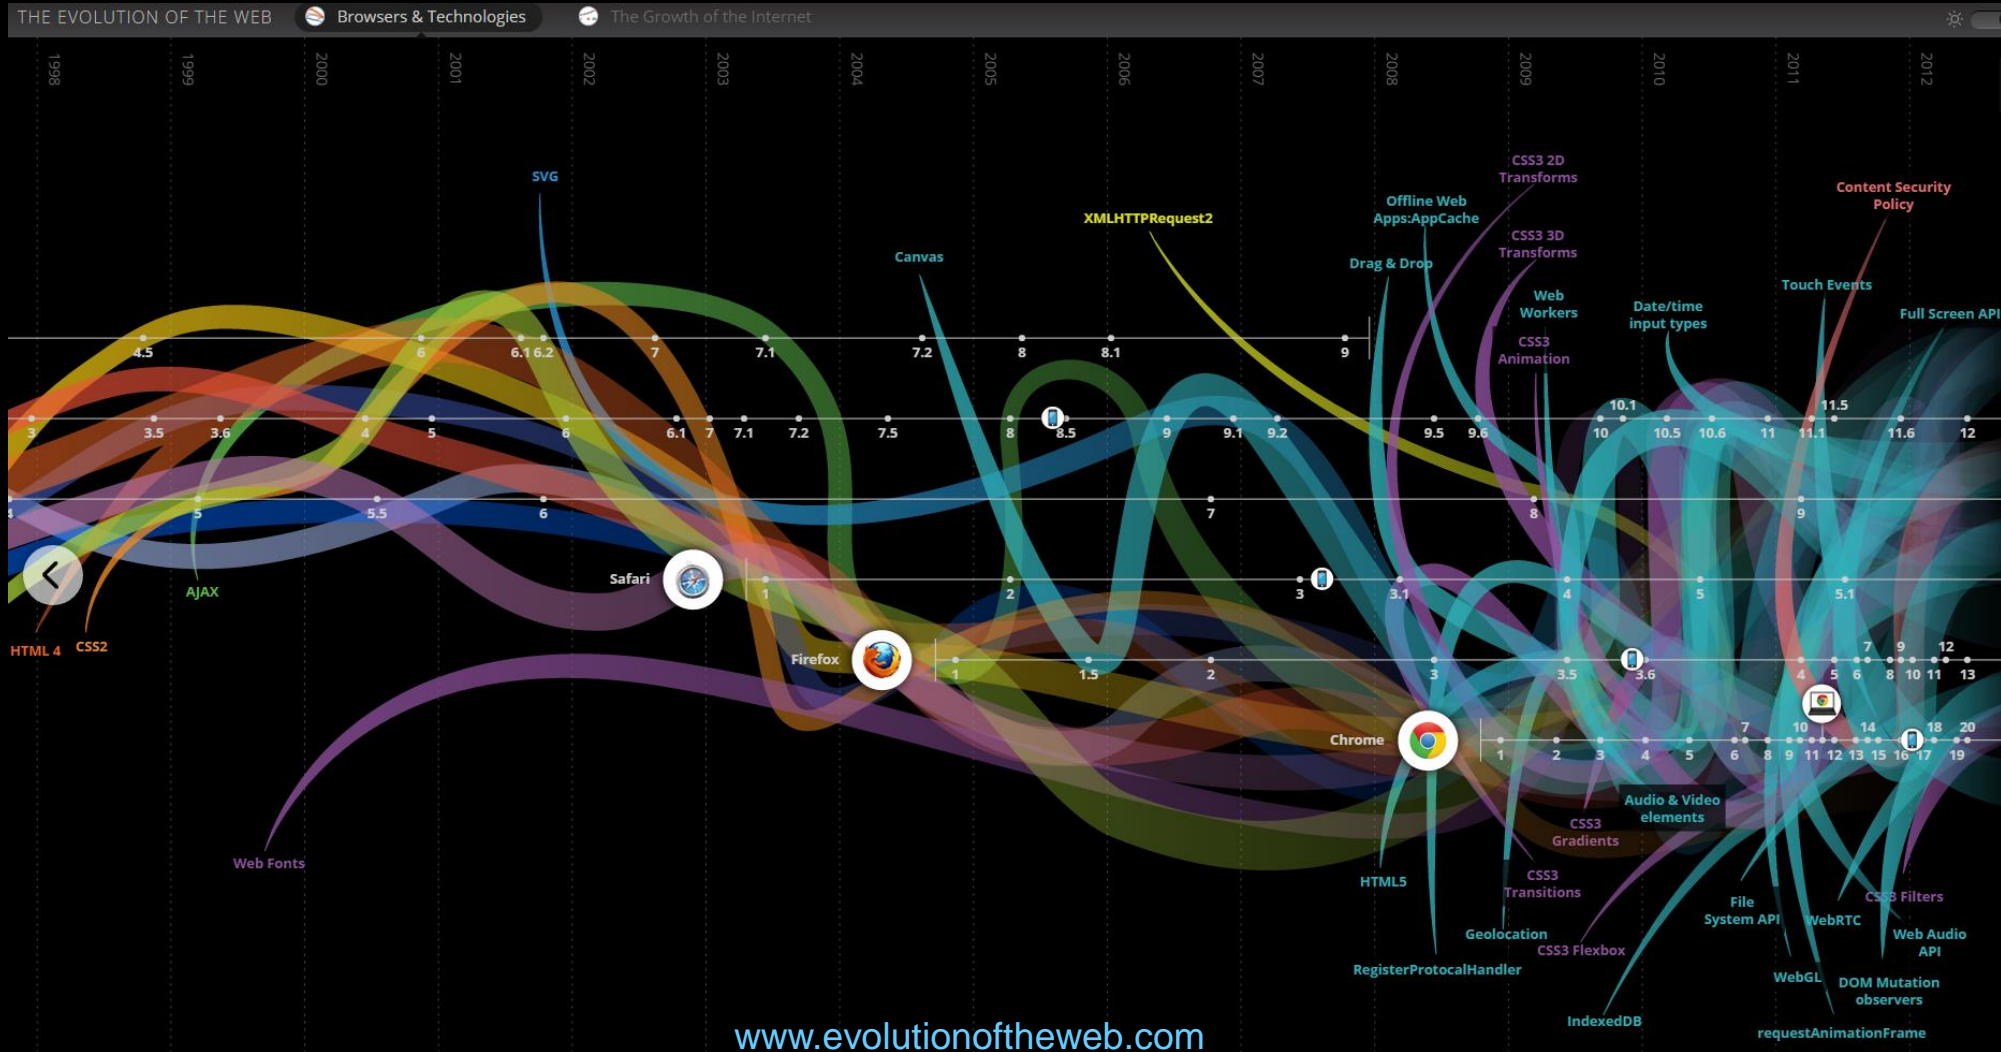 THE EVOLUTION OF THE WEB
Browsers & Technologies
The Growth of the Internet
1998
1999
2000
2001
2002
2003
2004
2005
2006
2007
2008
2009
2010
2011
2012
CSS3 2D
Transforms
SVG
Content Security
Policy
Offline Web
Apps:AppCache
XMLHTTPRequest2
CSS3 3D
Transforms
Canvas
Drag & Drop
Touch Events
Web
Workers
Date/time
input types
Full Screen API
CSS3
Animation
4.5 6 6.1 6.2 7 7.1 7.2 8 8.1 9
10.1 11.5
3 3.5 3.6 4 5 6 6.1 7 7.1 7.2 7.5 8 8.5 9 9.1 9.2 9.5 9.6 10 10.5 10.6 11 11.1 11.6 12
4 5 5.5 6 7 8 9
Safari
1 2 3 3.1 4 5 5.1
AJAX
HTML 4
CSS2
7 9 12
Firefox
1 1.5 2 3 3.5 3.6 4 5 6 8 10 11 13
7 10 14 18 20
Chrome
1 2 3 4 5 6 8 9 11 12 13 15 16 17 19
Audio & Video
elements
CSS3
Gradients
Web Fonts
HTML5
CSS3
Transitions
CSS3 Filters
File
System API
WebRTC
Geolocation
Web Audio
API
CSS3 Flexbox
RegisterProtocalHandler
WebGL
DOM Mutation
observers
IndexedDB
requestAnimationFrame
www.evolutionoftheweb.com